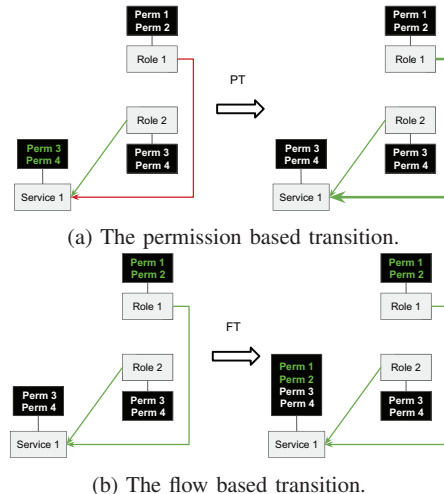 Perm 1
Perm 2
Role 1
Role 2
Perm 3
Perm 4
Perm 3
Perm 4
Service 1
PT
Perm 1
Perm 2
Role 1
Role 2
Perm 3
Perm 4
Perm 3
Perm 4
Service 1
(a) The permission based transition.
Perm 1
Perm 2
Role 1
Role 2
Perm 3
Perm 4
Perm 3
Perm 4
Service 1
FT
Perm 1
Perm 2
Role 1
Role 2
Perm 1
Perm 2
Perm 3
Perm 4
Perm 3
Perm 4
Service 1
(b) The flow based transition.